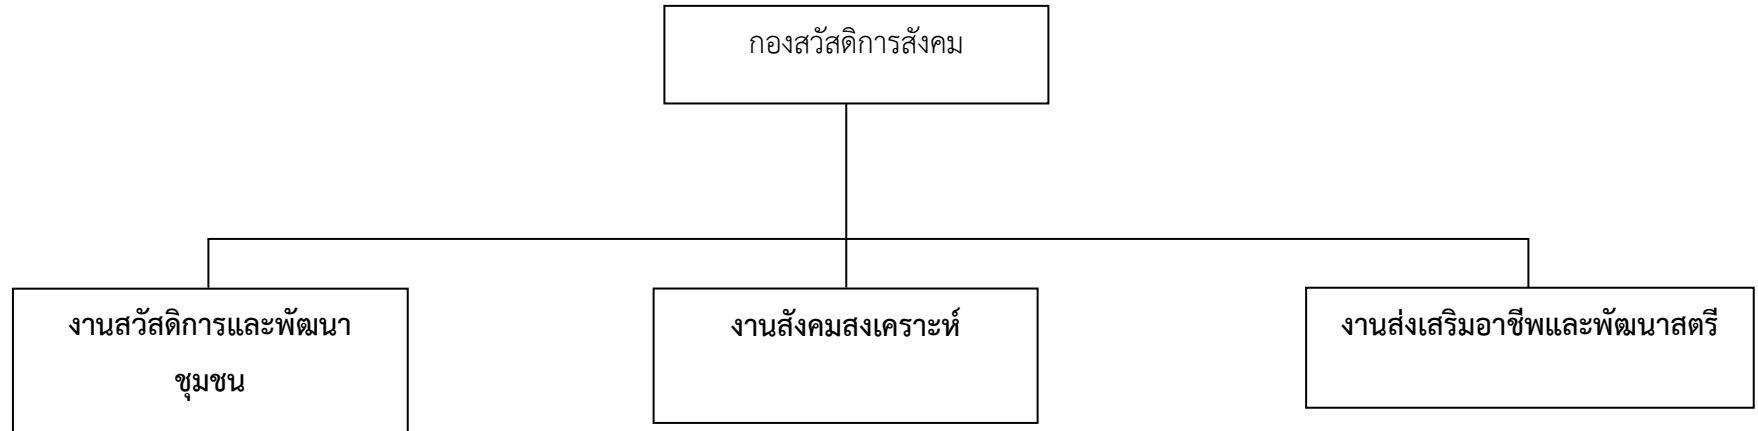 กองสวัสดิการสังคม
งานสวัสดิการและพัฒนา
ชุมชน
งานสังคมสงเคราะห์
งานส่งเสริมอาชีพและพัฒนาสตรี